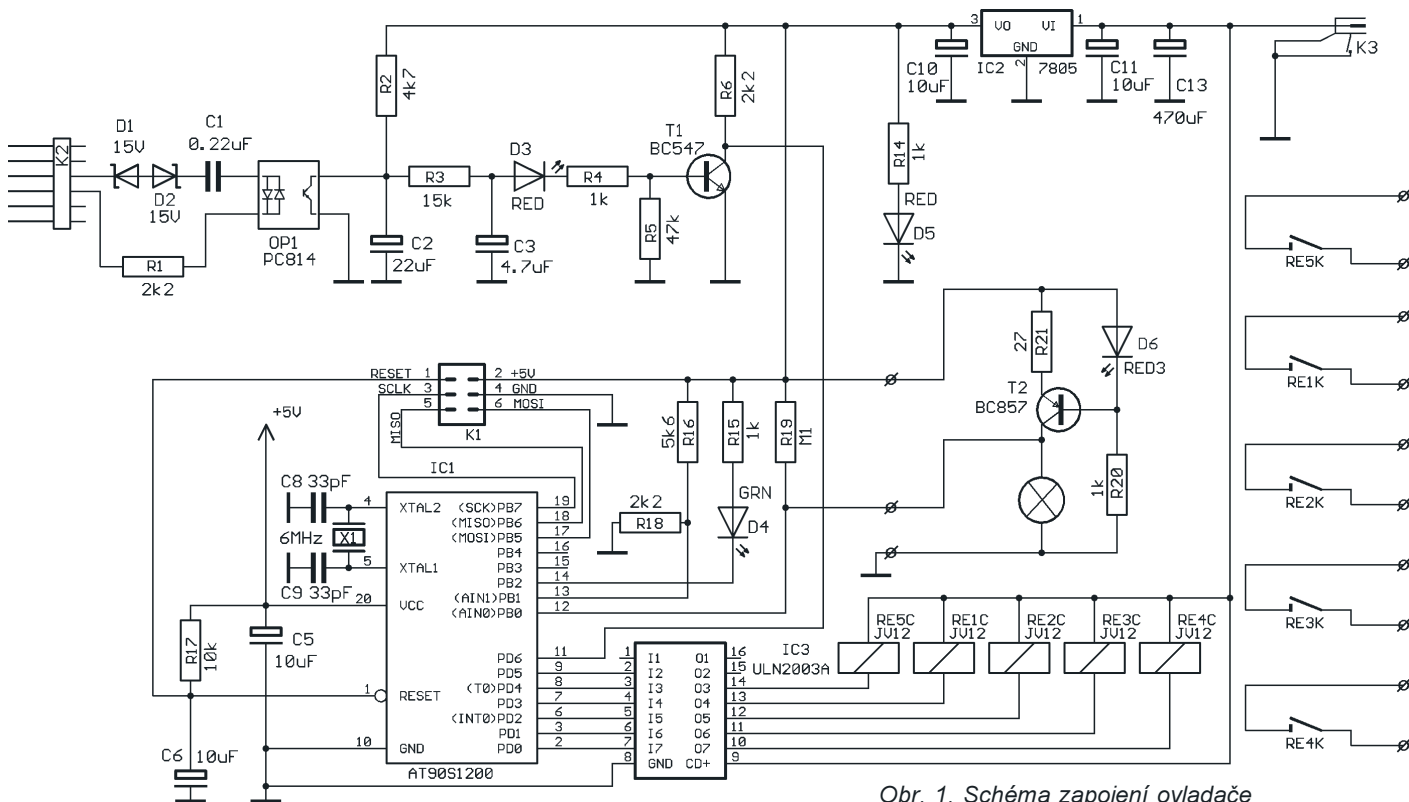 K2
D1
15V
D2
15V
C1
0.22uF
OP1
PC814
R1
2k2
R2
4k7
R3
15k
C2
22uF
D3
RED
C3
4.7uF
R4
1k
R5
47k
T1
BC547
R6
2k2
R14
1k
RED
D5
C10
10uF
3 VO VI 1
GND
2
IC2 7805
C11
10uF
C13
470uF
K3
RE5K
RE1K
RE2K
RE3K
RE4K
27
R21
D6
RED3
T2
BC857
1k
R20
RESET 1 2 +5V
SCLK 3 4 GND
5 6 MOSI
MISO
K1
5k6
R16
R15
1k
R19
M1
2k2
R18
GRN
D4
+5V
C8 33pF
6MHz X1
C9 33pF
R17
10k
C5
10uF
C6 10uF
IC1
4 XTAL2 (SCK)PB7 19
(MISO)PB6 18
(MOSI)PB5 17
PB4 16
5 XTAL1 PB3 15
PB2 14
(AIN1)PB1 13
20 VCC (AIN0)PB0 12
PD6 11
PD5 9
1 RESET (T0)PD4 8
PD3 7
(INT0)PD2 6
PD1 3
10 GND PD0 2
AT90S1200
IC3
ULN2003A
1 I1 O1 16
2 I2 O2 15
3 I3 O3 14
4 I4 O4 13
5 I5 O5 12
6 I6 O6 11
7 I7 O7 10
8 GND CD+ 9
RE5C
JV12
RE1C
JV12
RE2C
JV12
RE3C
JV12
RE4C
JV12
Obr. 1. Schéma zapojení ovladače